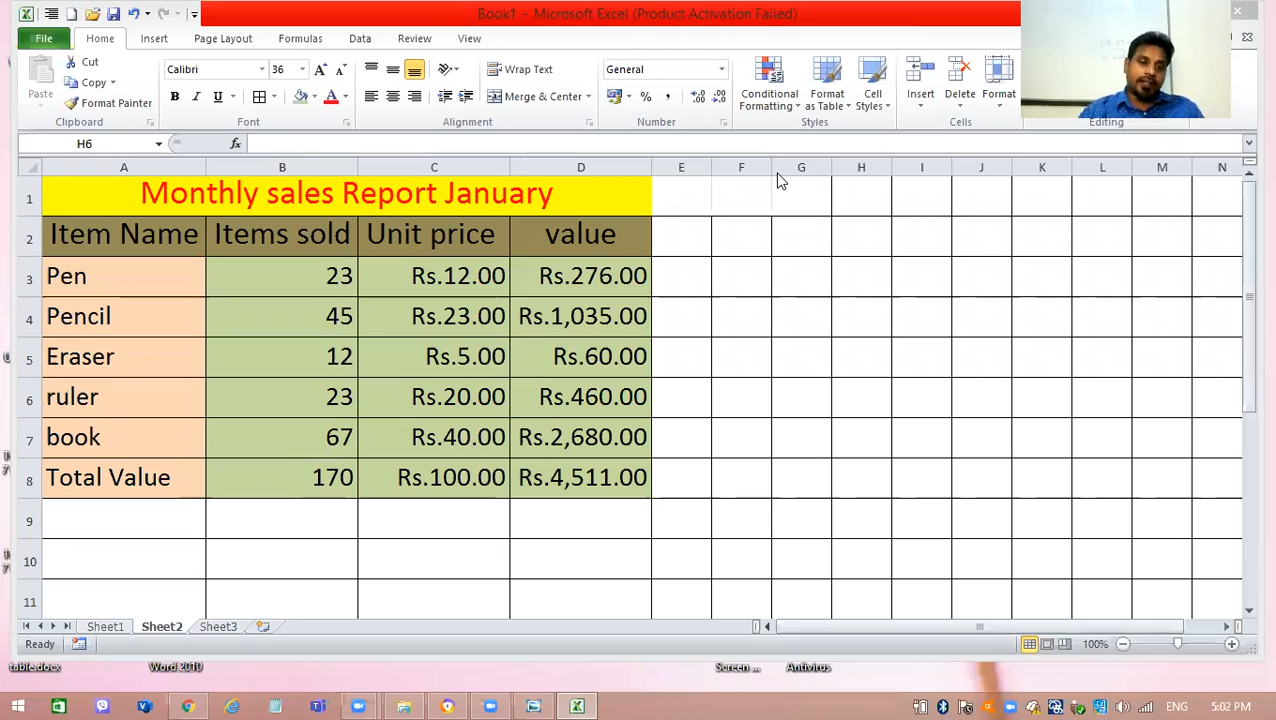 Book1 - Microsoft Excel (Product Activation Failed)
File Home Insert Page Layout Formulas Data Review View
Cut
Copy
Format Painter
Paste
Calibri 36
B I U
Wrap Text
Merge & Center
General
Conditional Formatting
Format as Table
Cell Styles
Insert Delete Format
Clipboard Font Alignment Number Styles Cells Editing
H6 fx
A B C D E F G H I J K L M N
1 Monthly sales Report January
2 Item Name Items sold Unit price value
3 Pen 23 Rs.12.00 Rs.276.00
4 Pencil 45 Rs.23.00 Rs.1,035.00
5 Eraser 12 Rs.5.00 Rs.60.00
6 ruler 23 Rs.20.00 Rs.460.00
7 book 67 Rs.40.00 Rs.2,680.00
8 Total Value 170 Rs.100.00 Rs.4,511.00
9
10
11
Sheet1 Sheet2 Sheet3
Ready 100%
table.docx Word 2010 Screen ... Antivirus
ENG 5:02 PM